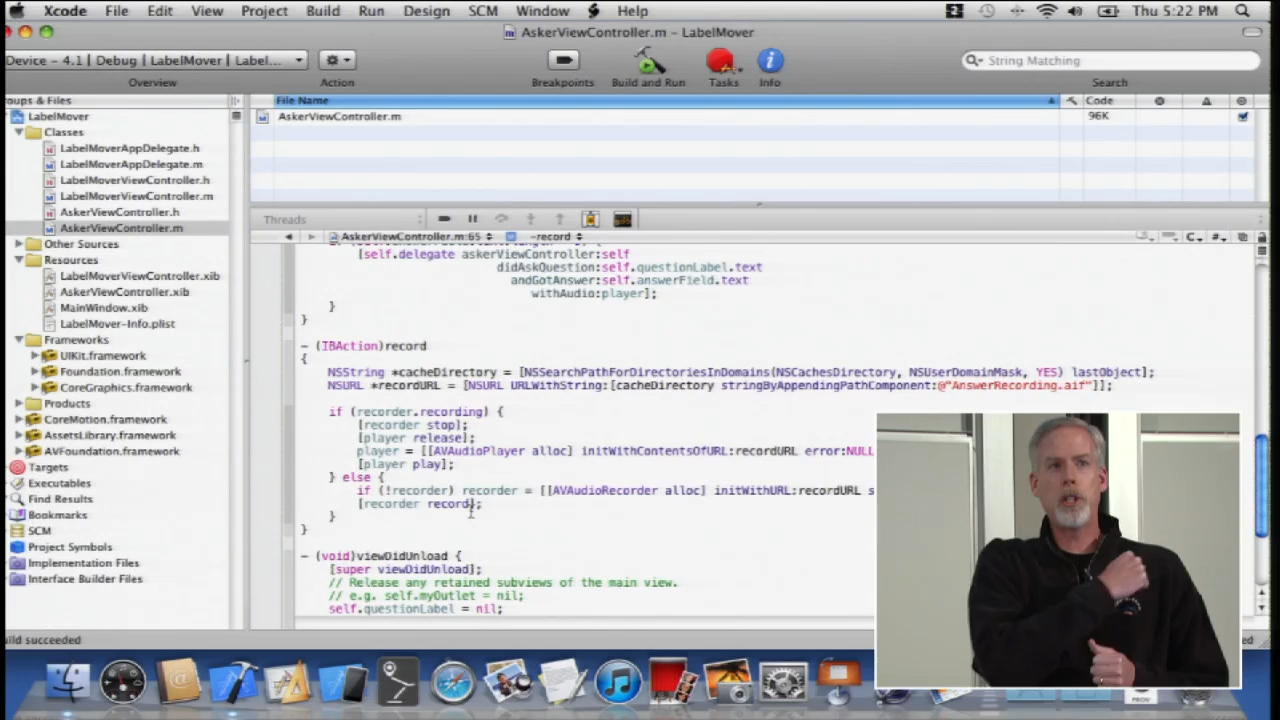 Xcode File Edit View Project Build Run Design SCM Window Help Thu 5:22 PM
AskerViewController.m – LabelMover
Device - 4.1 | Debug | LabelMover | Label...
String Matching
Overview Action Breakpoints Build and Run Tasks Info Search
oups & Files
File Name
Code
LabelMover
AskerViewController.m
96K
Classes
LabelMoverAppDelegate.h
LabelMoverAppDelegate.m
LabelMoverViewController.h
LabelMoverViewController.m
AskerViewController.h
AskerViewController.m
Other Sources
Resources
LabelMoverViewController.xib
AskerViewController.xib
MainWindow.xib
LabelMover-Info.plist
Frameworks
UIKit.framework
Foundation.framework
CoreGraphics.framework
Products
CoreMotion.framework
AssetsLibrary.framework
AVFoundation.framework
Targets
Executables
Find Results
Bookmarks
SCM
Project Symbols
Implementation Files
Interface Builder Files
Threads
AskerViewController.m:65 -record
[self.delegate askerViewController:self
didAskQuestion:self.questionLabel.text
andGotAnswer:self.answerField.text
withAudio:player];
}
}
- (IBAction)record
{
NSString *cacheDirectory = [NSSearchPathForDirectoriesInDomains(NSCachesDirectory, NSUserDomainMask, YES) lastObject];
NSURL *recordURL = [NSURL URLWithString:[cacheDirectory stringByAppendingPathComponent:@"AnswerRecording.aif"]];
if (recorder.recording) {
[recorder stop];
[player release];
player = [[AVAudioPlayer alloc] initWithContentsOfURL:recordURL error:NULL
[player play];
} else {
if (!recorder) recorder = [[AVAudioRecorder alloc] initWithURL:recordURL s
[recorder record];
}
}
- (void)viewDidUnload {
[super viewDidUnload];
// Release any retained subviews of the main view.
// e.g. self.myOutlet = nil;
self.questionLabel = nil;
uild succeeded
ed